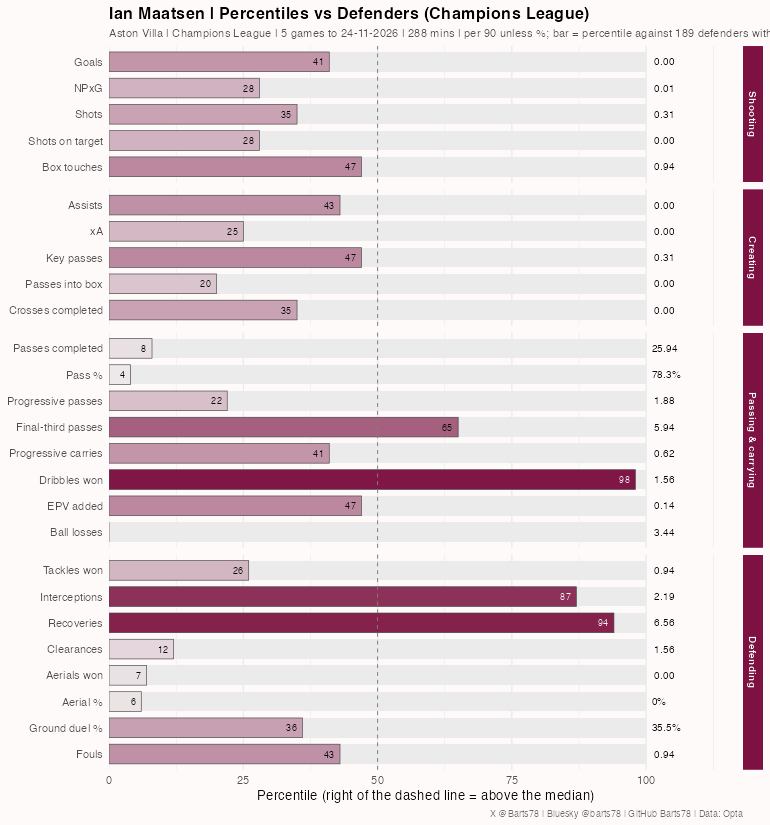 Ian Maatsen | Percentiles vs Defenders (Champions League)
Aston Villa | Champions League | 5 games to 24-11-2026 | 288 mins | per 90 unless %; bar = percentile against 189 defenders with
Goals 41 0.00
NPxG 28 0.01
Shots 35 0.31
Shots on target 28 0.00
Box touches 47 0.94
Shooting
Assists 43 0.00
xA 25 0.00
Key passes 47 0.31
Passes into box 20 0.00
Crosses completed 35 0.00
Creating
Passes completed 8 25.94
Pass % 4 78.3%
Progressive passes 22 1.88
Final-third passes 65 5.94
Progressive carries 41 0.62
Dribbles won 98 1.56
EPV added 47 0.14
Ball losses 3.44
Passing & carrying
Tackles won 26 0.94
Interceptions 87 2.19
Recoveries 94 6.56
Clearances 12 1.56
Aerials won 7 0.00
Aerial % 6 0%
Ground duel % 36 35.5%
Fouls 43 0.94
Defending
0 25 50 75 100
Percentile (right of the dashed line = above the median)
X @Barts78 | Bluesky @barts78 | GitHub Barts78 | Data: Opta